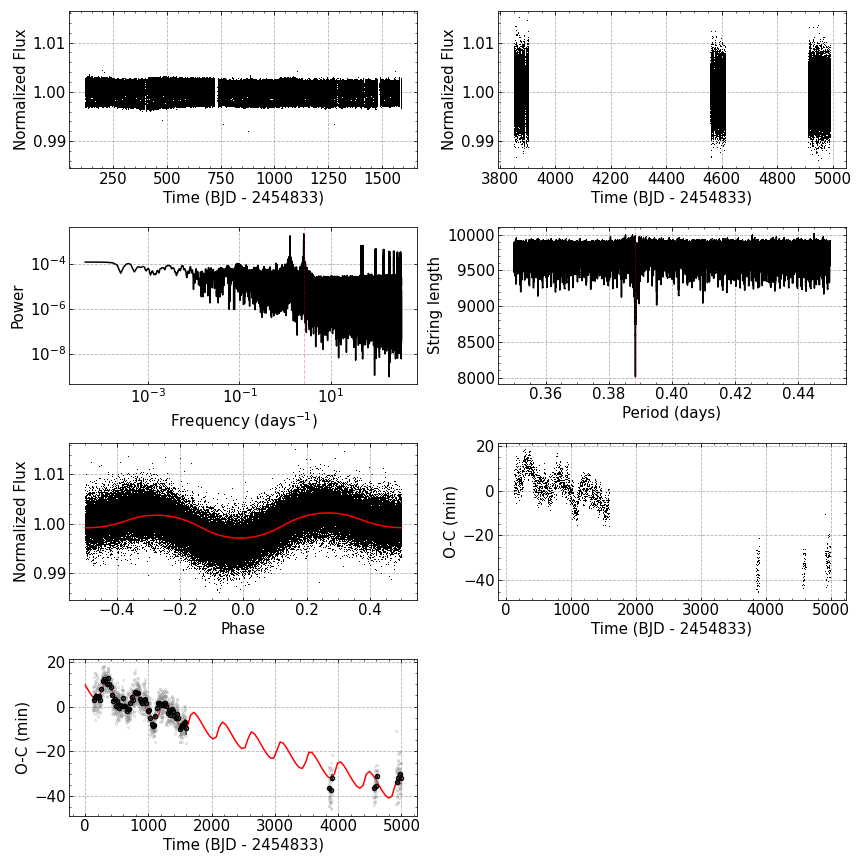 1.01
1.00
0.99
Normalized Flux
250 500 750 1000 1250 1500
Time (BJD - 2454833)
1.01
1.00
0.99
Normalized Flux
3800 4000 4200 4400 4600 4800 5000
Time (BJD - 2454833)
10⁻⁴
10⁻⁶
10⁻⁸
Power
10⁻³ 10⁻¹ 10¹
Frequency (days⁻¹)
10000
9500
9000
8500
8000
String length
0.36 0.38 0.40 0.42 0.44
Period (days)
1.01
1.00
0.99
Normalized Flux
−0.4 −0.2 0.0 0.2 0.4
Phase
20
0
−20
−40
O-C (min)
0 1000 2000 3000 4000 5000
Time (BJD - 2454833)
20
0
−20
−40
O-C (min)
0 1000 2000 3000 4000 5000
Time (BJD - 2454833)